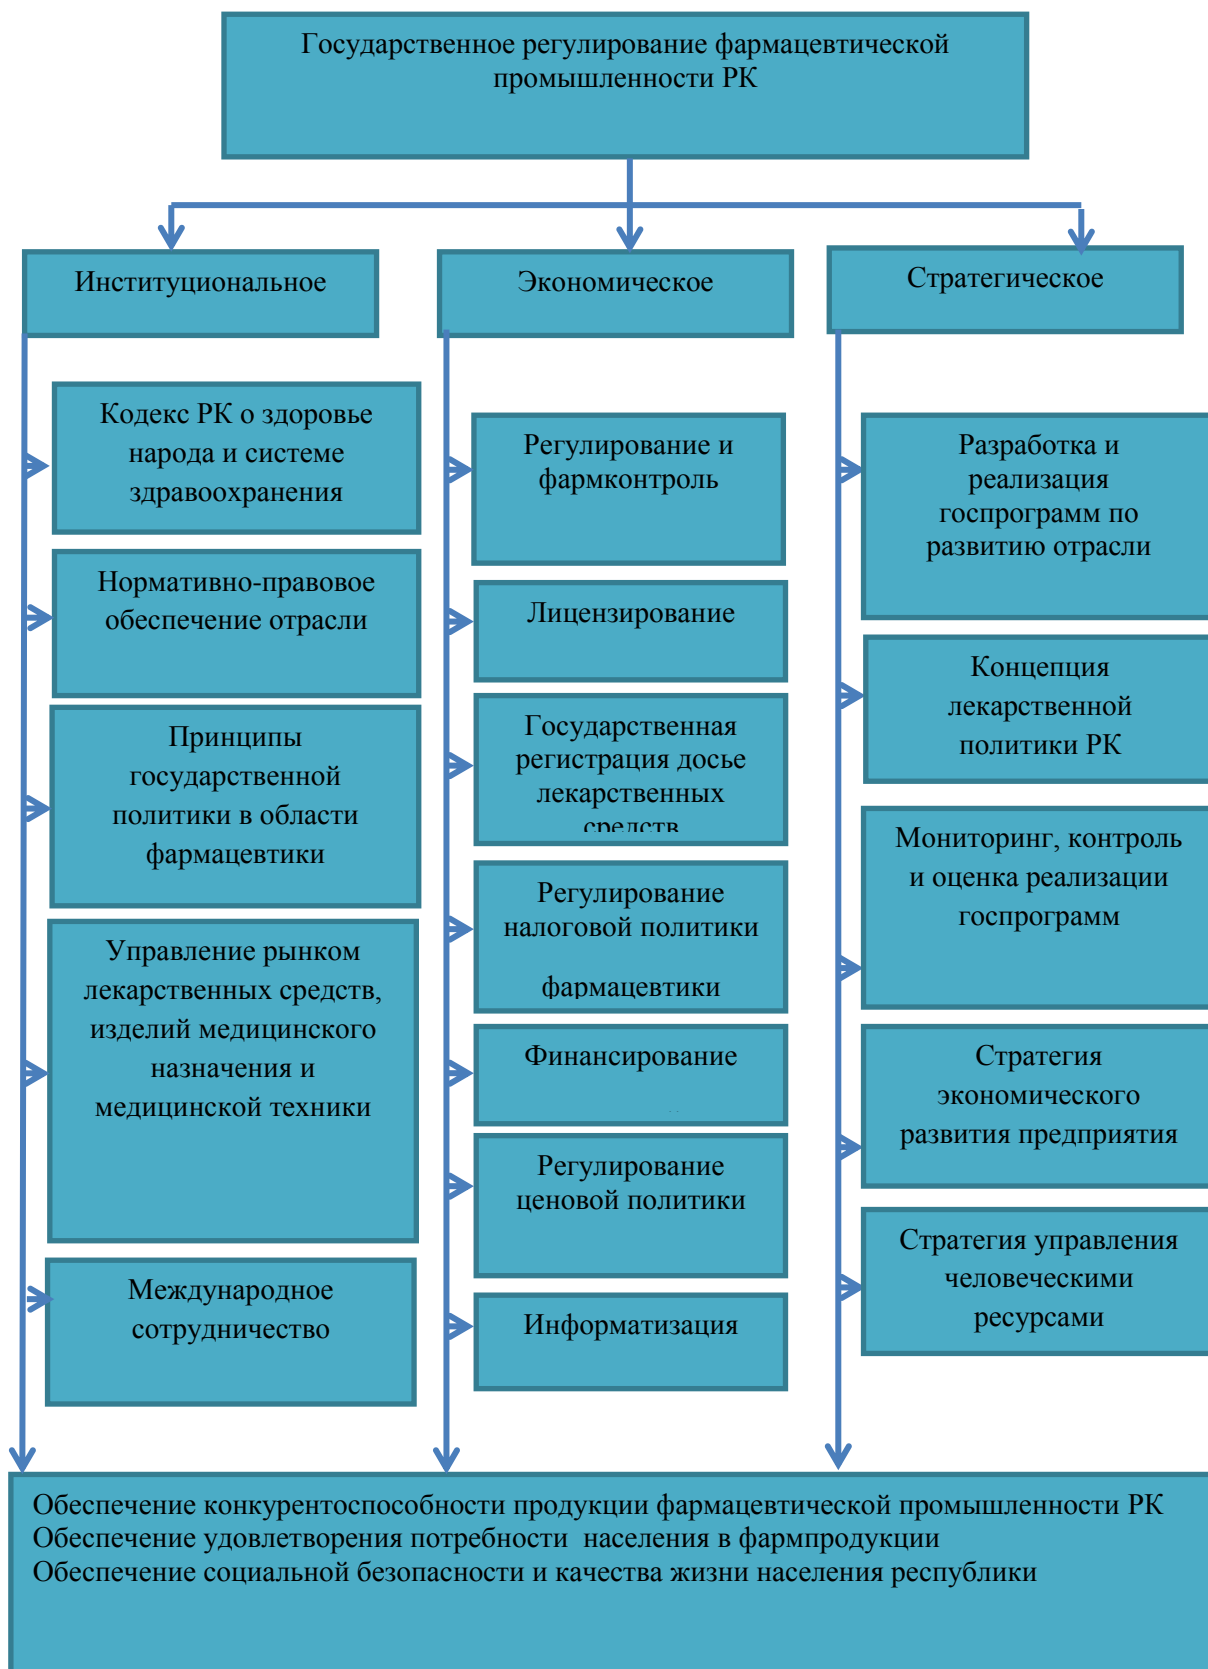 Государственное регулирование фармацевтической
промышленности РК
Институциональное
Экономическое
Стратегическое
Кодекс РК о здоровье
народа и системе
здравоохранения
Нормативно-правовое
обеспечение отрасли
Принципы
государственной
политики в области
фармацевтики
Управление рынком
лекарственных средств,
изделий медицинского
назначения и
медицинской техники
Международное
сотрудничество
Регулирование и
фармконтроль
Лицензирование
Государственная
регистрация досье
лекарственных
средств
Регулирование
налоговой политики
фармацевтики
Финансирование
Регулирование
ценовой политики
Информатизация
Разработка и
реализация
госпрограмм по
развитию отрасли
Концепция
лекарственной
политики РК
Мониторинг, контроль
и оценка реализации
госпрограмм
Стратегия
экономического
развития предприятия
Стратегия управления
человеческими
ресурсами
Обеспечение конкурентоспособности продукции фармацевтической промышленности РК
Обеспечение удовлетворения потребности населения в фармпродукции
Обеспечение социальной безопасности и качества жизни населения республики